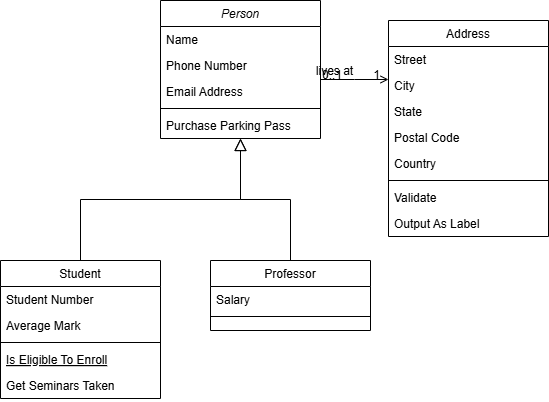 Person
Name
Phone Number
Email Address
Purchase Parking Pass
lives at
0..1
1
Address
Street
City
State
Postal Code
Country
Validate
Output As Label
Student
Student Number
Average Mark
Is Eligible To Enroll
Get Seminars Taken
Professor
Salary